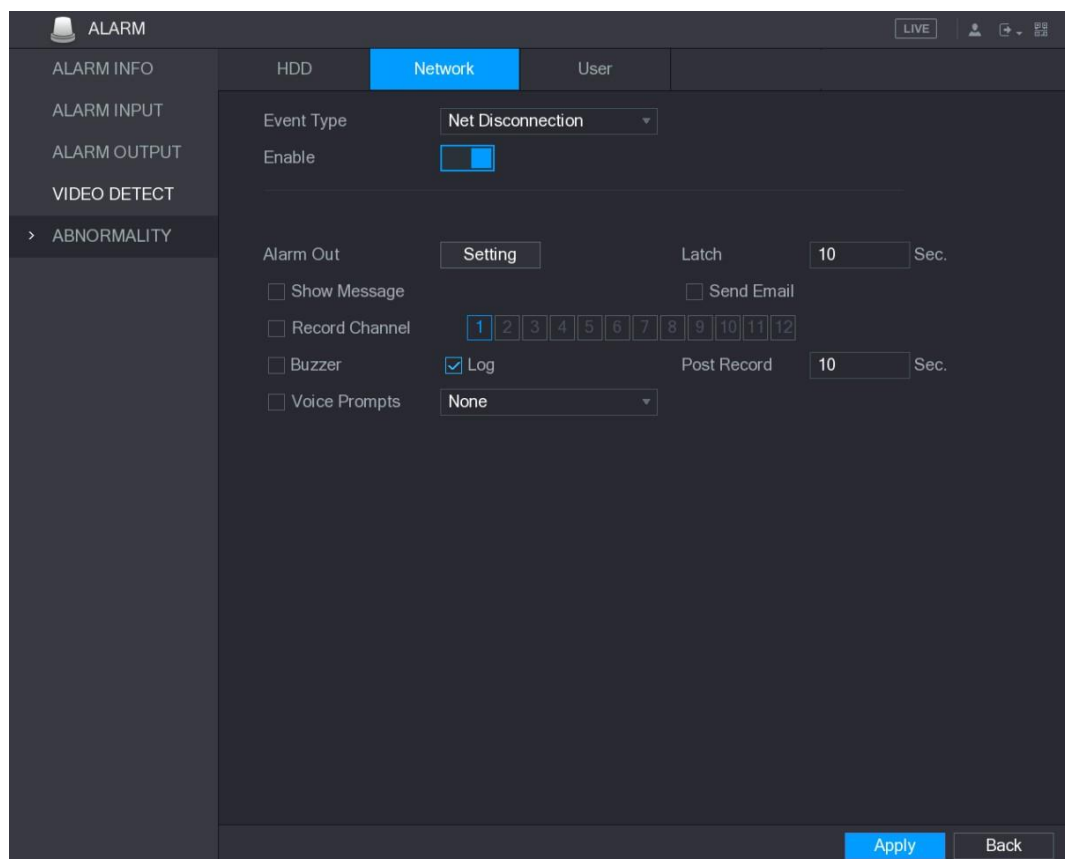 ALARM
LIVE
ALARM INFO
ALARM INPUT
ALARM OUTPUT
VIDEO DETECT
> ABNORMALITY
HDD Network User
Event Type Net Disconnection
Enable
Alarm Out Setting Latch 10 Sec.
Show Message Send Email
Record Channel 1 2 3 4 5 6 7 8 9 10 11 12
Buzzer Log Post Record 10 Sec.
Voice Prompts None
Apply Back